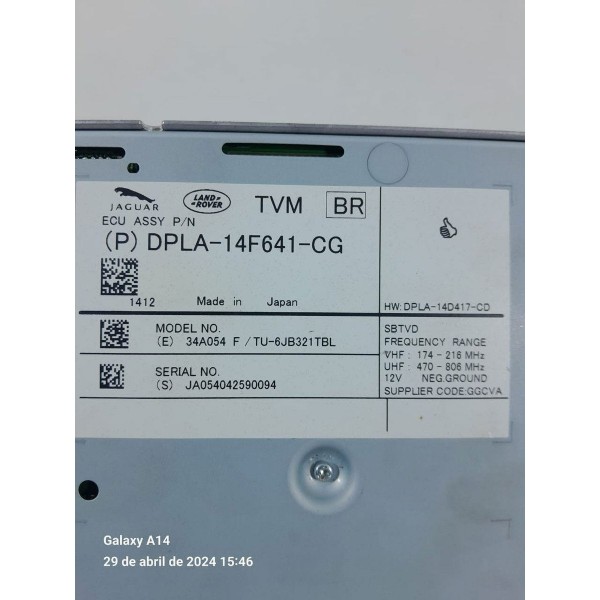 JAGUAR
LAND ROVER
TVM BR
ECU ASSY P/N
(P) DPLA-14F641-CG
1412 Made in Japan
HW: DPLA-14D417-CD
MODEL NO.
(E) 34A054 F / TU-6JB321TBL
SERIAL NO.
(S) JA054042590094
SBTVD
FREQUENCY RANGE
VHF : 174 - 216 MHz
UHF : 470 - 806 MHz
12V NEG.GROUND
SUPPLIER CODE:GGCVA
Galaxy A14
29 de abril de 2024 15:46